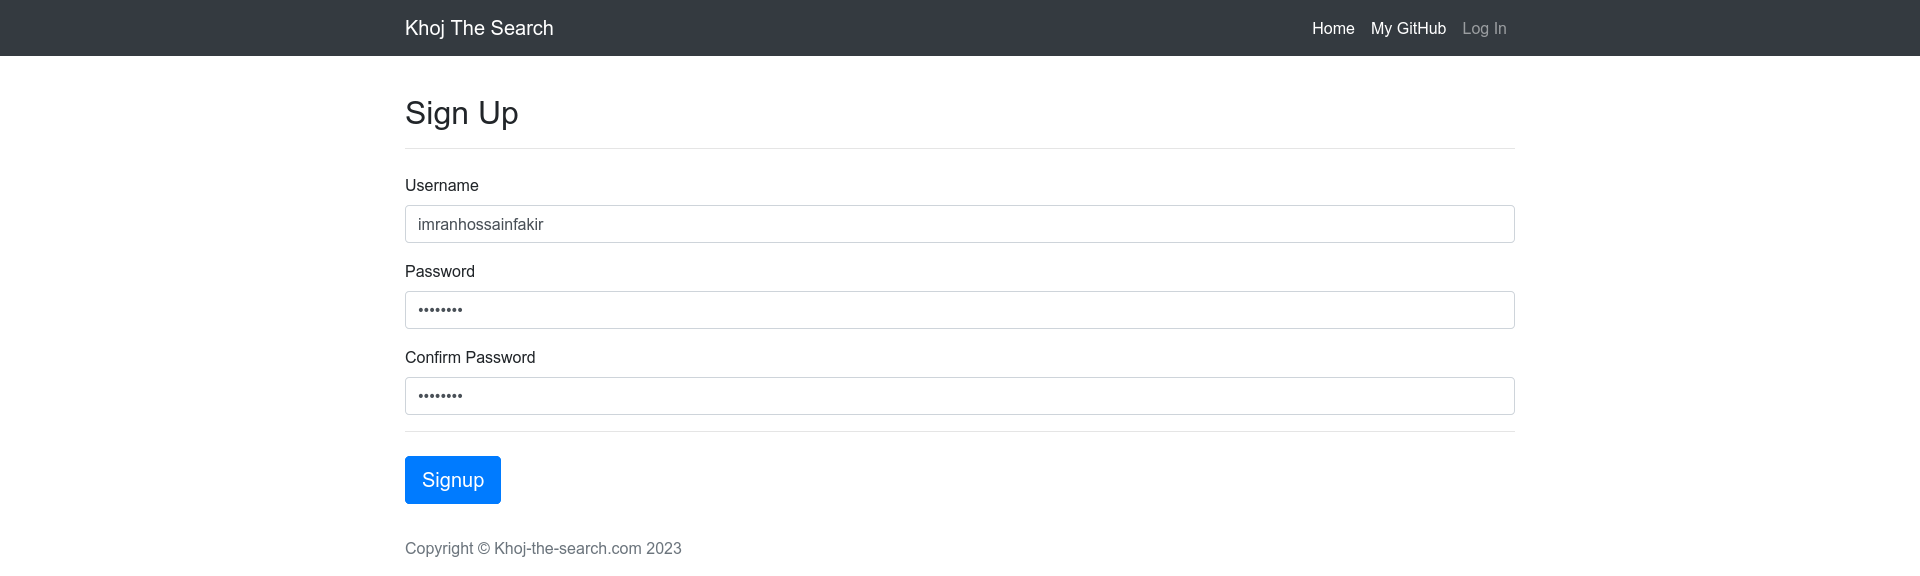 Khoj The Search Home My GitHub Log In
Sign Up
Username
imranhossainfakir
Password
••••••••
Confirm Password
••••••••
Signup
Copyright © Khoj-the-search.com 2023